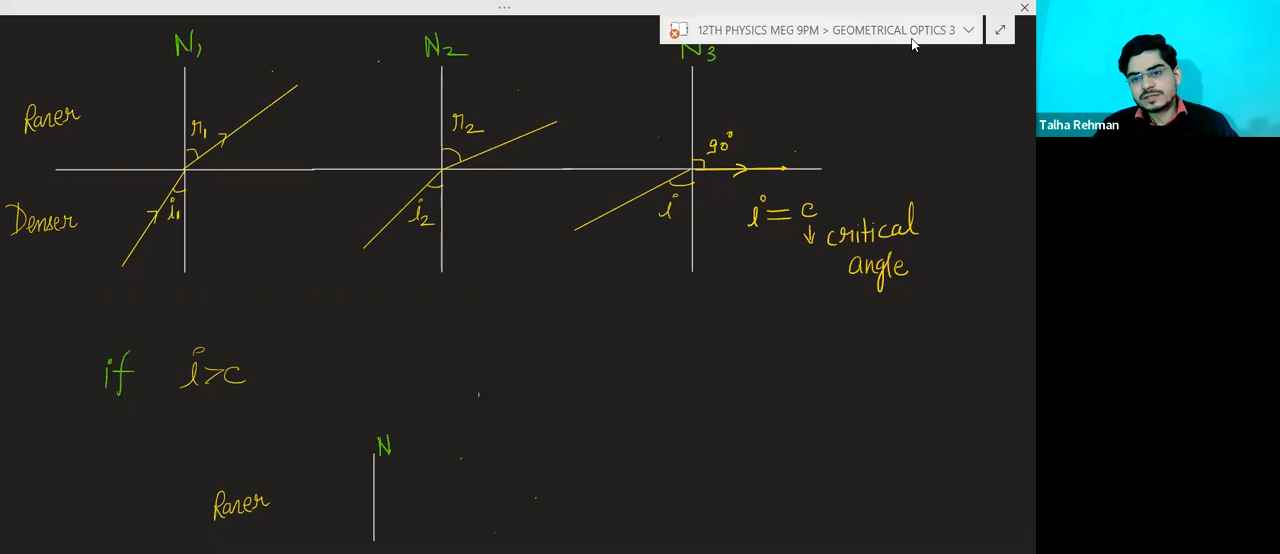 12TH PHYSICS MEG 9PM > GEOMETRICAL OPTICS 3
N1 N2 N3
Talha Rehman
Rarer r1 r2 90°
Denser i1 i2 i i = c
critical
angle
if i>c
N
Rarer